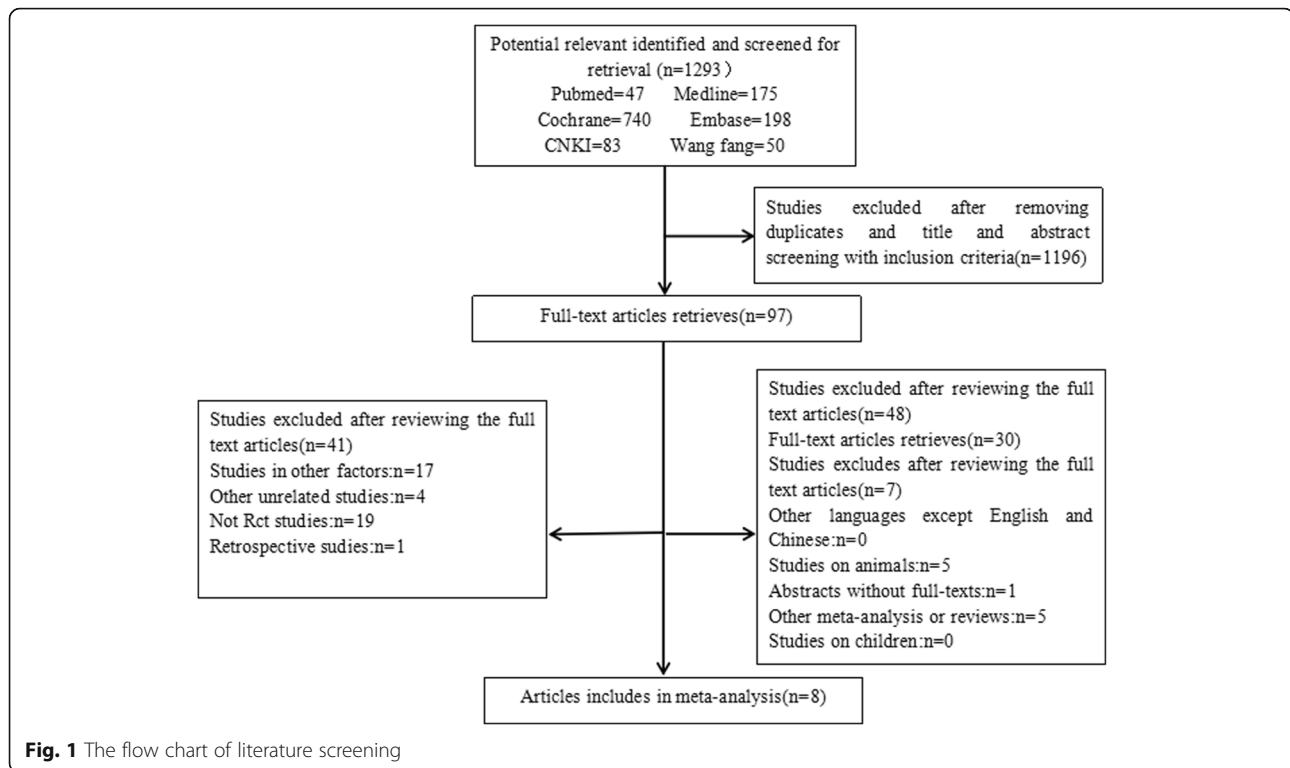 Potential relevant identified and screened for
retrieval (n=1293）
Pubmed=47 Medline=175
Cochrane=740 Embase=198
CNKI=83 Wang fang=50
Studies excluded after removing
duplicates and title and abstract
screening with inclusion criteria(n=1196)
Full-text articles retrieves(n=97)
Studies excluded after reviewing the full
text articles(n=41)
Studies in other factors:n=17
Other unrelated studies:n=4
Not Rct studies:n=19
Retrospective sudies:n=1
Studies excluded after reviewing the full
text articles(n=48)
Full-text articles retrieves(n=30)
Studies excludes after reviewing the full
text articles(n=7)
Other languages except English and
Chinese:n=0
Studies on animals:n=5
Abstracts without full-texts:n=1
Other meta-analysis or reviews:n=5
Studies on children:n=0
Articles includes in meta-analysis(n=8)
Fig. 1 The flow chart of literature screening